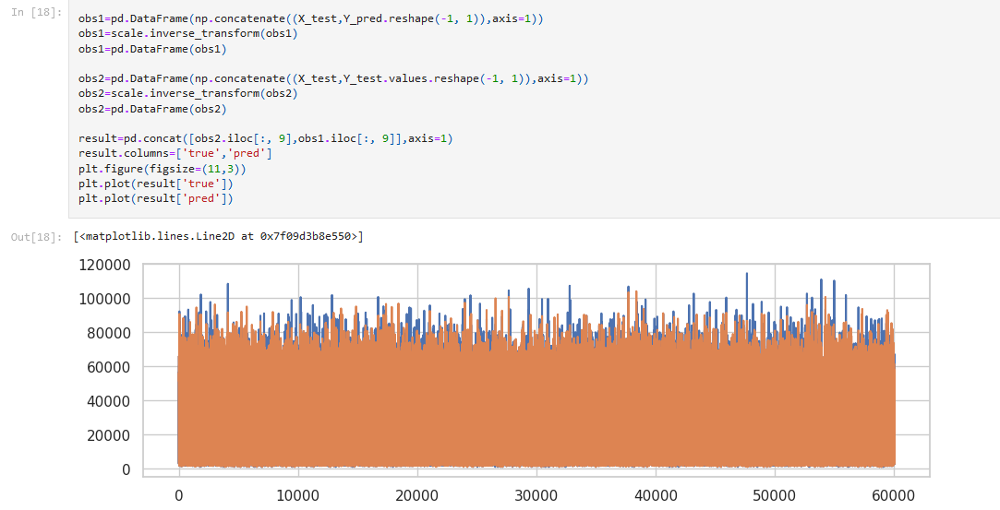 In [18]:
obs1=pd.DataFrame(np.concatenate((X_test,Y_pred.reshape(-1, 1)),axis=1))
obs1=scale.inverse_transform(obs1)
obs1=pd.DataFrame(obs1)
obs2=pd.DataFrame(np.concatenate((X_test,Y_test.values.reshape(-1, 1)),axis=1))
obs2=scale.inverse_transform(obs2)
obs2=pd.DataFrame(obs2)
result=pd.concat([obs2.iloc[:, 9],obs1.iloc[:, 9]],axis=1)
result.columns=['true','pred']
plt.figure(figsize=(11,3))
plt.plot(result['true'])
plt.plot(result['pred'])
Out[18]: [<matplotlib.lines.Line2D at 0x7f09d3b8e550>]
120000
100000
80000
60000
40000
20000
0
0 10000 20000 30000 40000 50000 60000